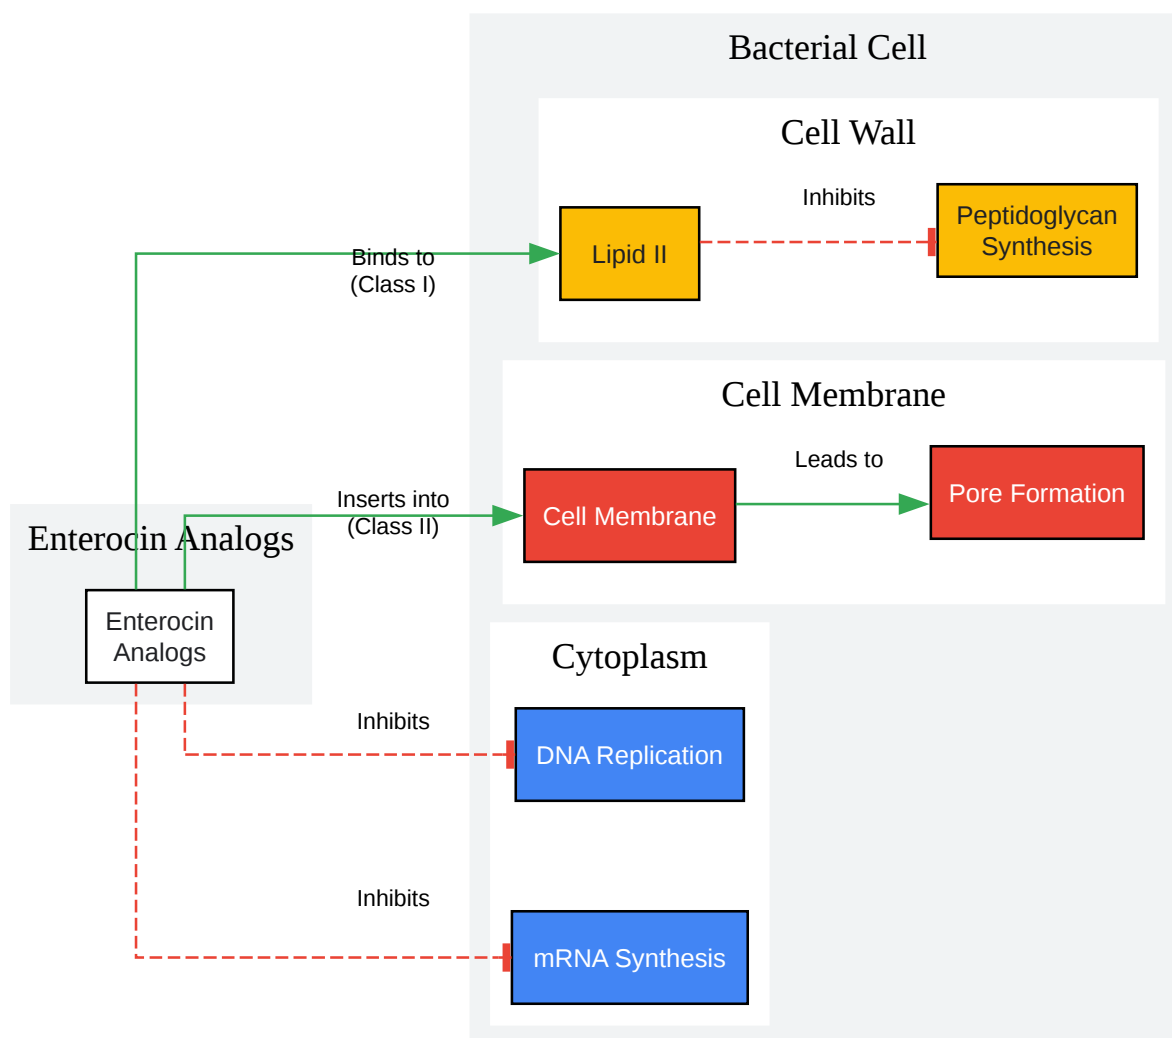 Bacterial Cell
Cell Wall
Inhibits
Peptidoglycan
Synthesis
Lipid II
Binds to
(Class I)
Cell Membrane
Leads to
Pore Formation
Cell Membrane
Inserts into
(Class II)
Enterocin Analogs
Enterocin
Analogs
Cytoplasm
Inhibits
DNA Replication
Inhibits
mRNA Synthesis